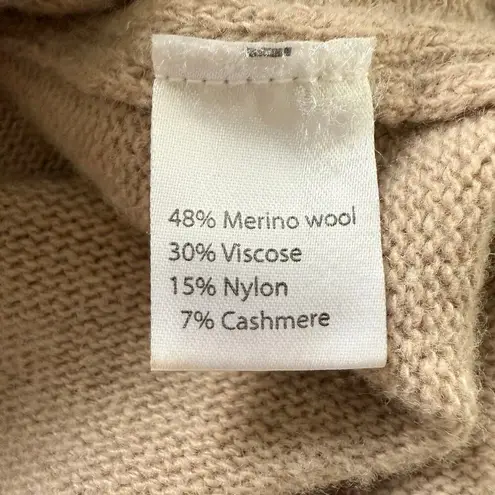 48% Merino wool
30% Viscose
15% Nylon
7% Cashmere